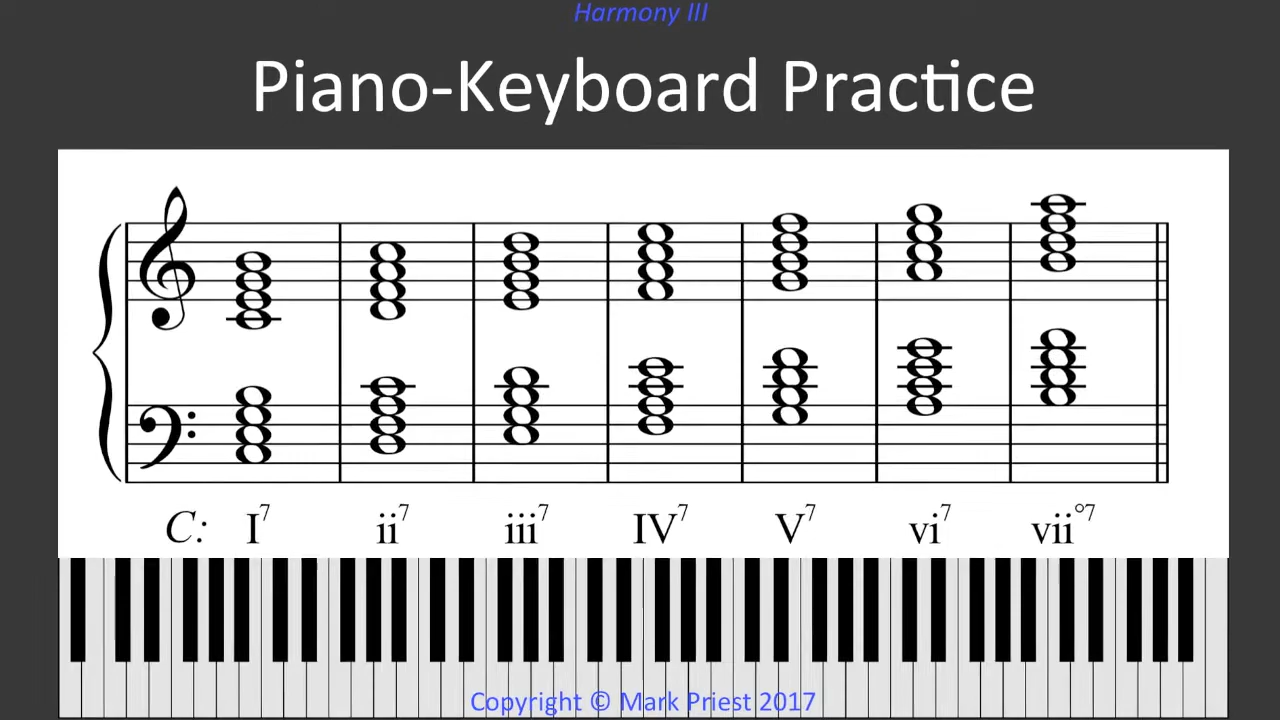 Harmony III
Piano-Keyboard Practice
C: I⁷ ii⁷ iii⁷ IV⁷ V⁷ vi⁷ vii°⁷
Copyright © Mark Priest 2017